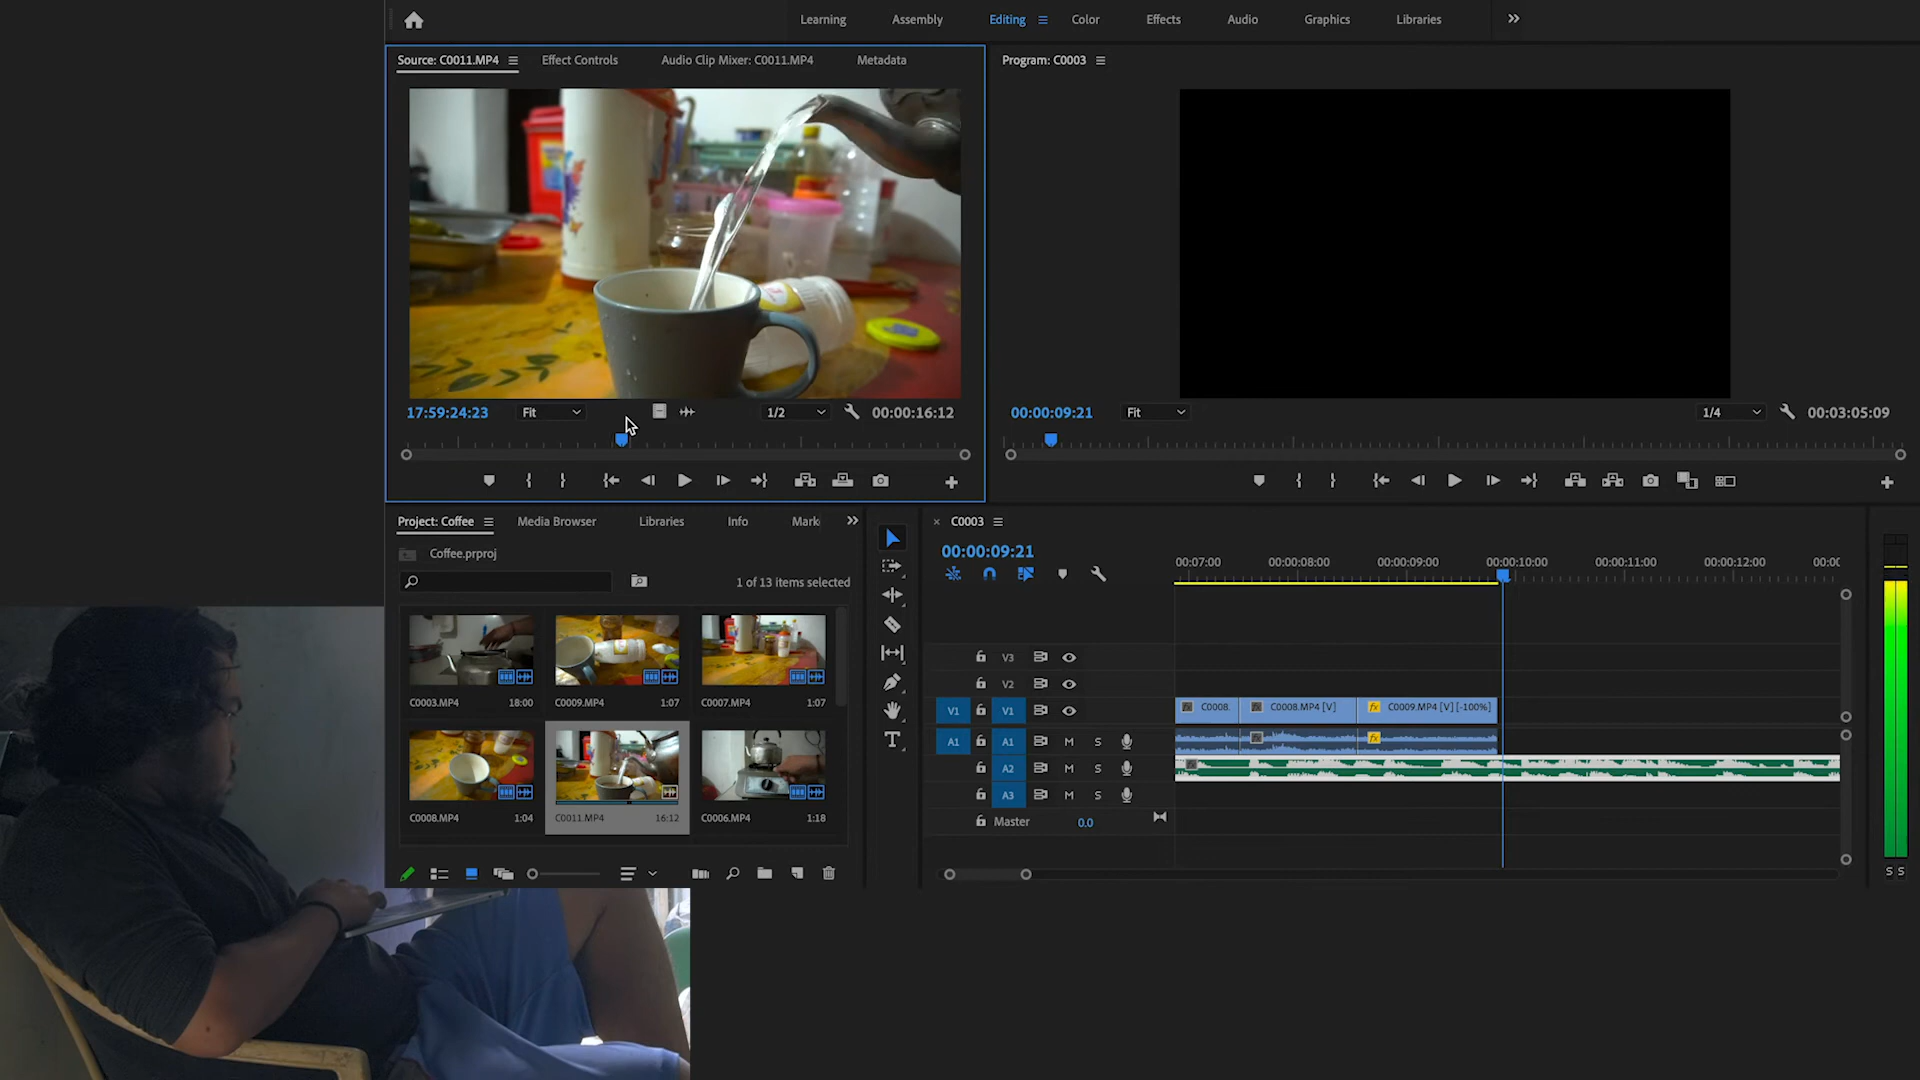 Learning Assembly Editing Color Effects Audio Graphics Libraries
Source: C0011.MP4 Effect Controls Audio Clip Mixer: C0011.MP4 Metadata
Program: C0003
17:59:24:23 Fit 1/2 00:00:16:12
00:00:09:21 Fit 1/4 00:03:05:09
Project: Coffee Media Browser Libraries Info Mark
Coffee.prproj
1 of 13 items selected
C0003.MP4 18:00
C0009.MP4 1:07
C0007.MP4 1:07
C0008.MP4 1:04
C0011.MP4 16:12
C0006.MP4 1:18
C0003
00:00:09:21
00:07:00 00:00:08:00 00:00:09:00 00:00:10:00 00:00:11:00 00:00:12:00 00:0
V3
V2
V1 V1 C0008. fx C0008.MP4 [V] fx C0009.MP4 [V] [-100%]
A1 A1 M S fx fx
A2 M S
A3 M S
Master 0.0
S S